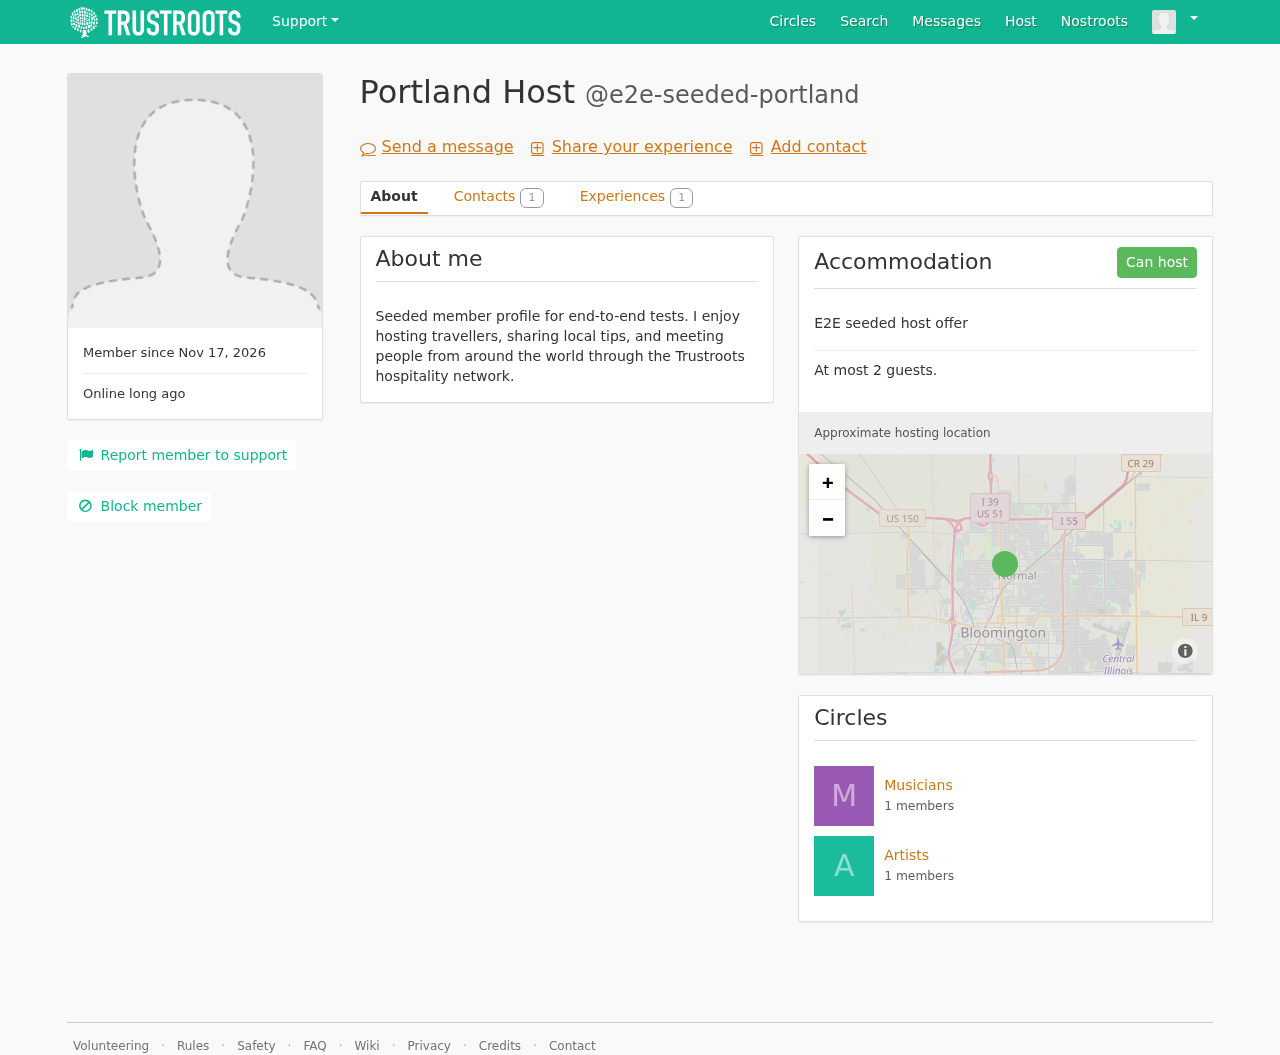 TRUSTROOTS Support Circles Search Messages Host Nostroots
Portland Host @e2e-seeded-portland
Send a message Share your experience Add contact
About Contacts 1 Experiences 1
Member since Nov 17, 2026
Online long ago
Report member to support
Block member
About me
Seeded member profile for end-to-end tests. I enjoy
hosting travellers, sharing local tips, and meeting
people from around the world through the Trustroots
hospitality network.
Accommodation Can host
E2E seeded host offer
At most 2 guests.
Approximate hosting location
+
−
CR 29
I 39
US 51
US 150
I 55
Normal
IL 9
Bloomington
Central
Illinois
Circles
M Musicians
1 members
A Artists
1 members
Volunteering · Rules · Safety · FAQ · Wiki · Privacy · Credits · Contact